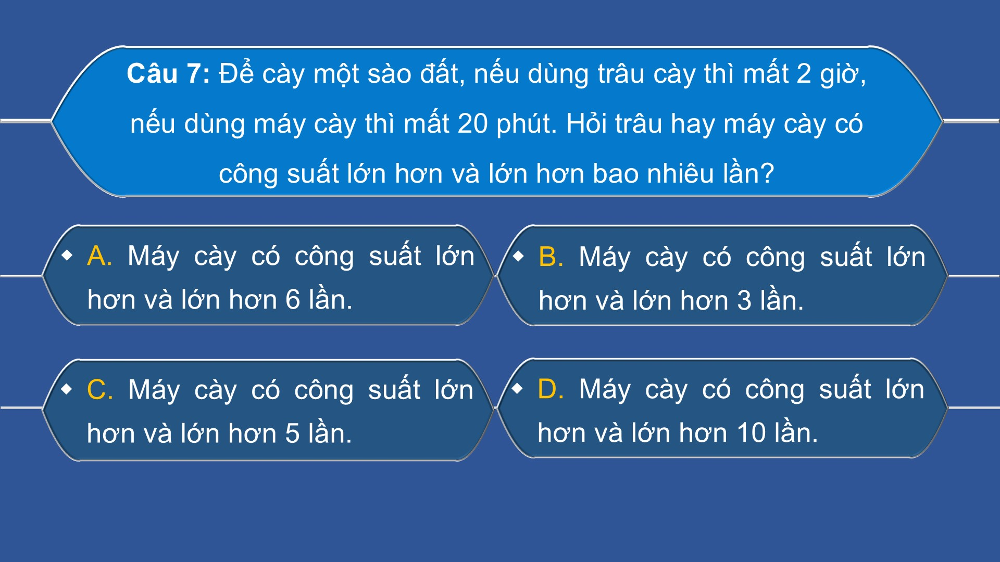 Câu 7: Để cày một sào đất, nếu dùng trâu cày thì mất 2 giờ,
nếu dùng máy cày thì mất 20 phút. Hỏi trâu hay máy cày có
công suất lớn hơn và lớn hơn bao nhiêu lần?
◆ A. Máy cày có công suất lớn
hơn và lớn hơn 6 lần.
◆ B. Máy cày có công suất lớn
hơn và lớn hơn 3 lần.
◆ C. Máy cày có công suất lớn
hơn và lớn hơn 5 lần.
◆ D. Máy cày có công suất lớn
hơn và lớn hơn 10 lần.